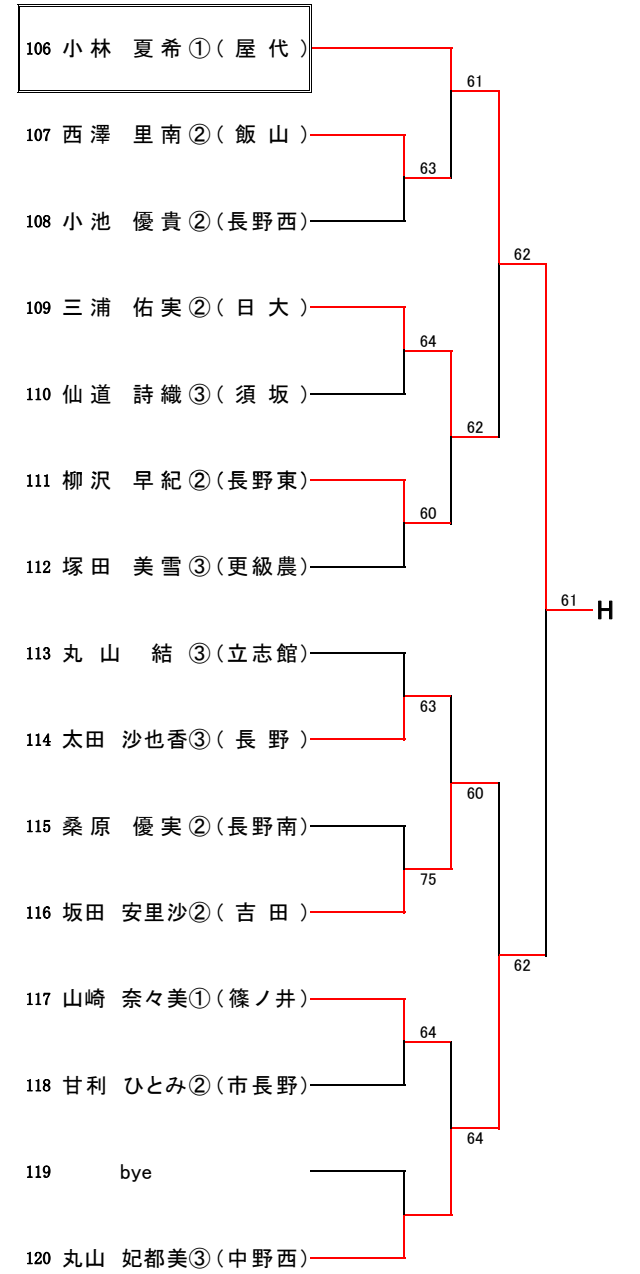 106 小林 夏希①(屋代)
61
107 西澤 里南②(飯山)
63
108 小池 優貴②(長野西)
62
109 三浦 佑実②(日大)
64
110 仙道 詩織③(須坂)
62
111 柳沢 早紀②(長野東)
60
112 塚田 美雪③(更級農)
61 H
113 丸山 結③(立志館)
63
114 太田 沙也香③(長野)
60
115 桑原 優実②(長野南)
75
116 坂田 安里沙②(吉田)
62
117 山崎 奈々美①(篠ノ井)
64
118 甘利 ひとみ②(市長野)
64
119 bye
120 丸山 妃都美③(中野西)